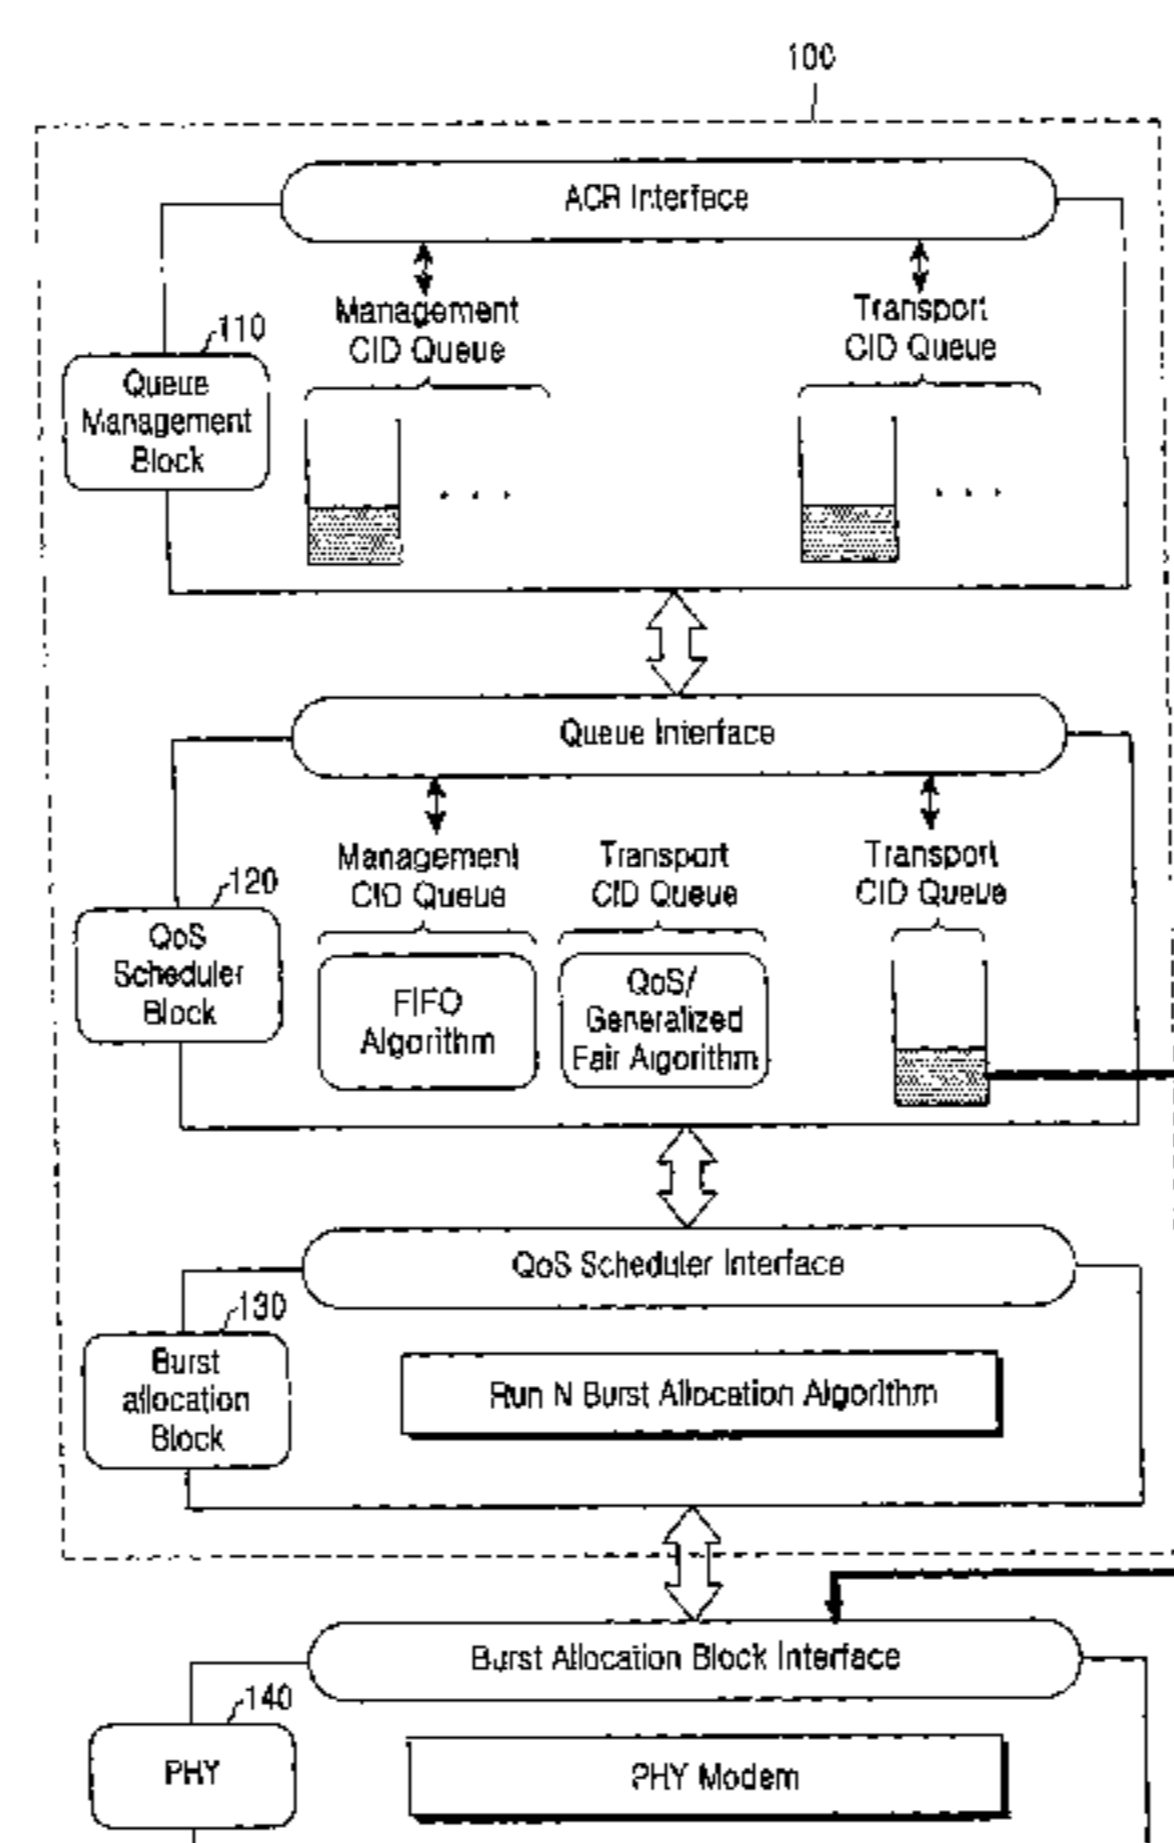 100
ACR Interface
Management
CID Queue
Transport
CID Queue
110
Queue
Management
Block
. . .
. . .
Queue Interface
Management
CID Queue
Transport
CID Queue
Transport
CID Queue
120
QoS
Scheduler
Block
FIFO
Algorithm
QoS/
Generalized
Fair Algorithm
QoS Scheduler Interface
130
Burst
allocation
Block
Run N Burst Allocation Algorithm
Burst Allocation Block Interface
140
PHY
PHY Modem